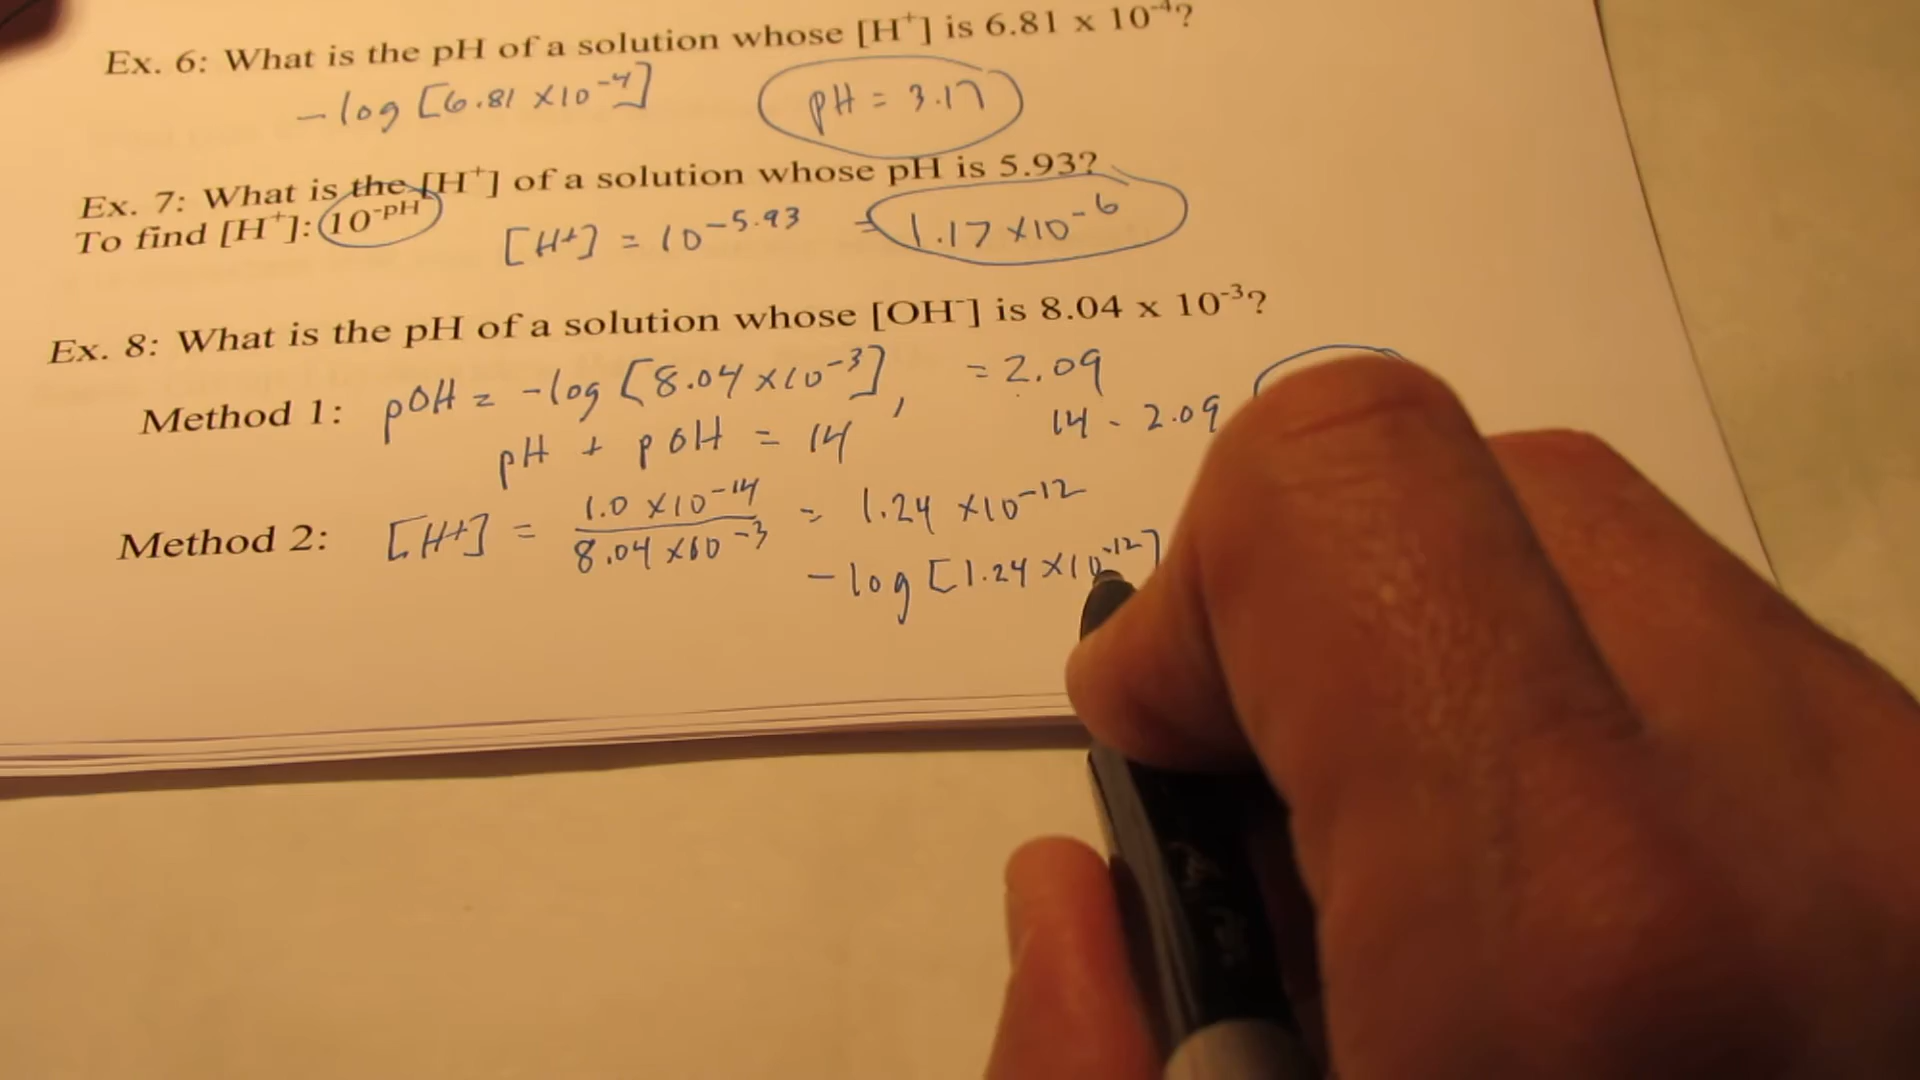 Ex. 6: What is the pH of a solution whose [H⁺] is 6.81 x 10⁻⁴?
-log [6.81 x10⁻⁴] pH = 3.17
Ex. 7: What is the [H⁺] of a solution whose pH is 5.93?
To find [H⁺]: 10⁻ᵖᴴ [H⁺] = 10⁻⁵·⁹³ = 1.17 x10⁻⁶
Ex. 8: What is the pH of a solution whose [OH⁻] is 8.04 x 10⁻³?
Method 1: pOH = -log [8.04 x10⁻³], = 2.09
pH + pOH = 14 14 - 2.09
Method 2: [H⁺] = 1.0 x10⁻¹⁴ / 8.04 x10⁻³ = 1.24 x10⁻¹²
-log [1.24 x10⁻¹²]